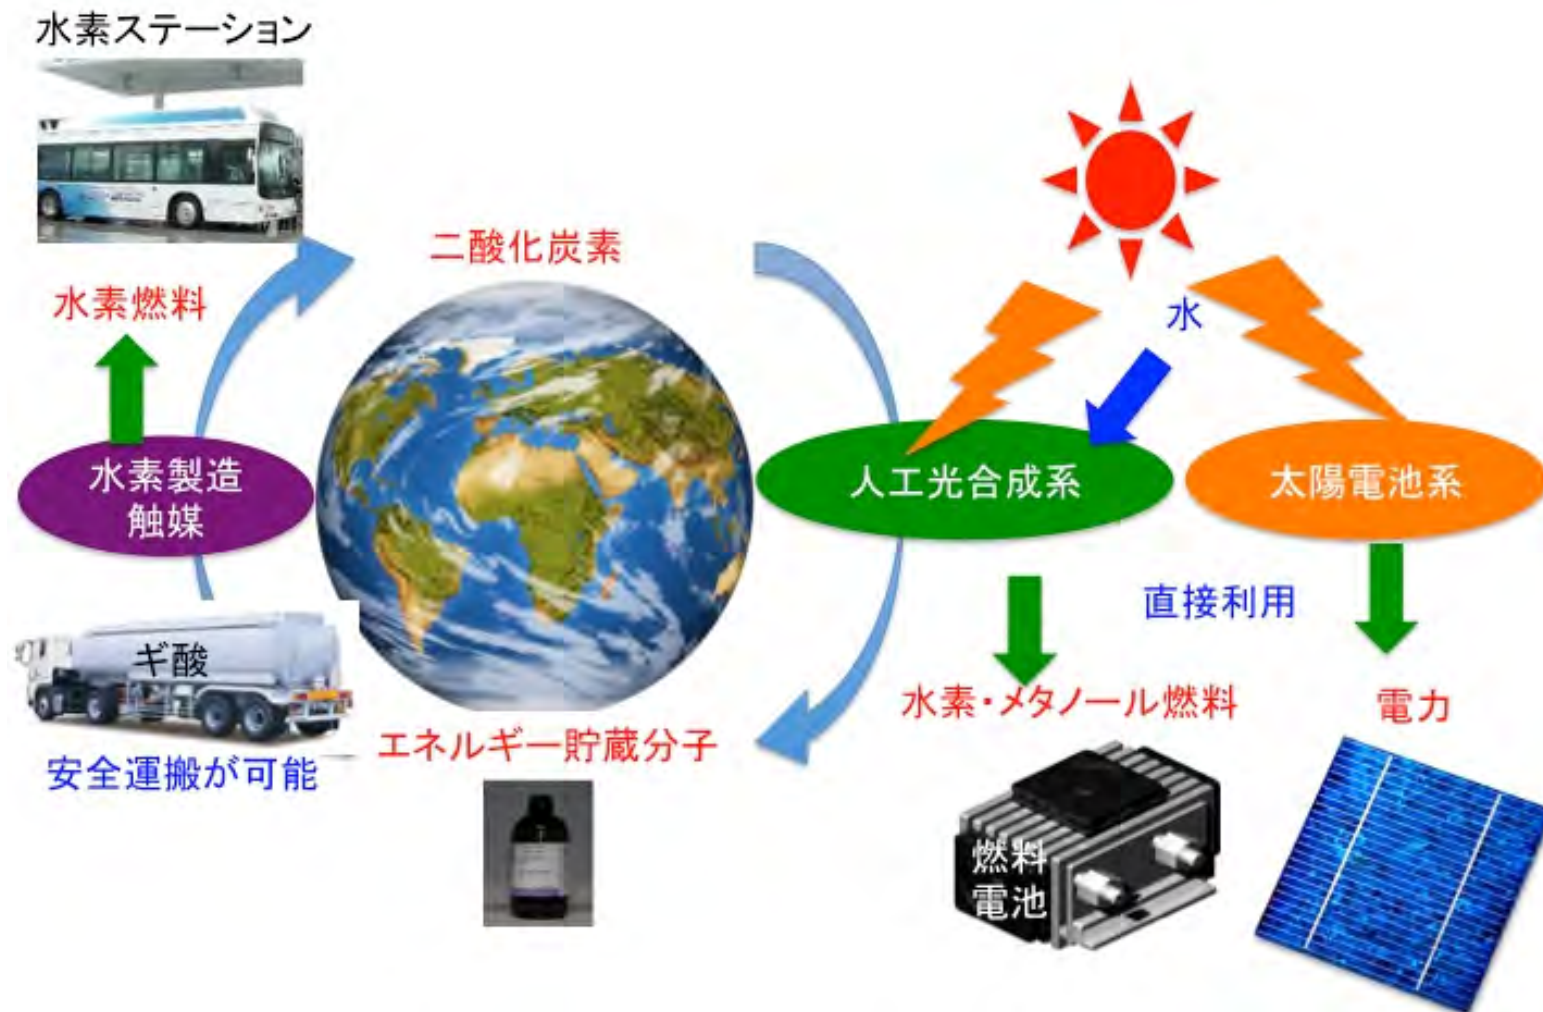 水素ステーション
二酸化炭素
水素燃料
水
水素製造
触媒
人工光合成系
太陽電池系
直接利用
ギ酸
水素・メタノール燃料
電力
エネルギー貯蔵分子
安全運搬が可能
燃料
電池